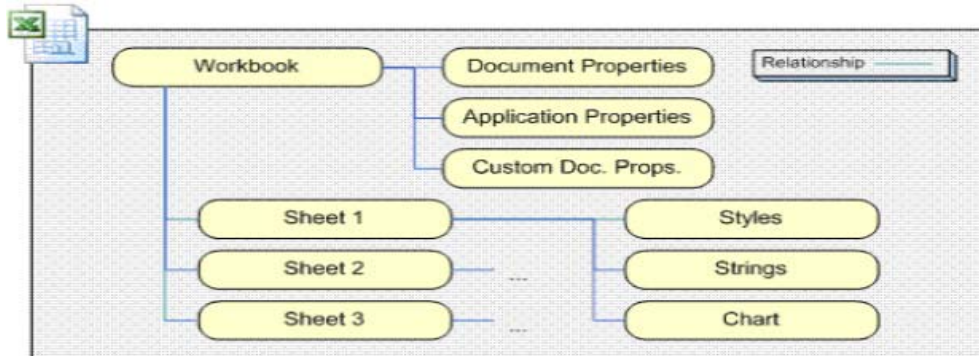 Workbook
Document Properties
Relationship
Application Properties
Custom Doc. Props.
Sheet 1
Styles
Sheet 2
...
Strings
Sheet 3
...
Chart